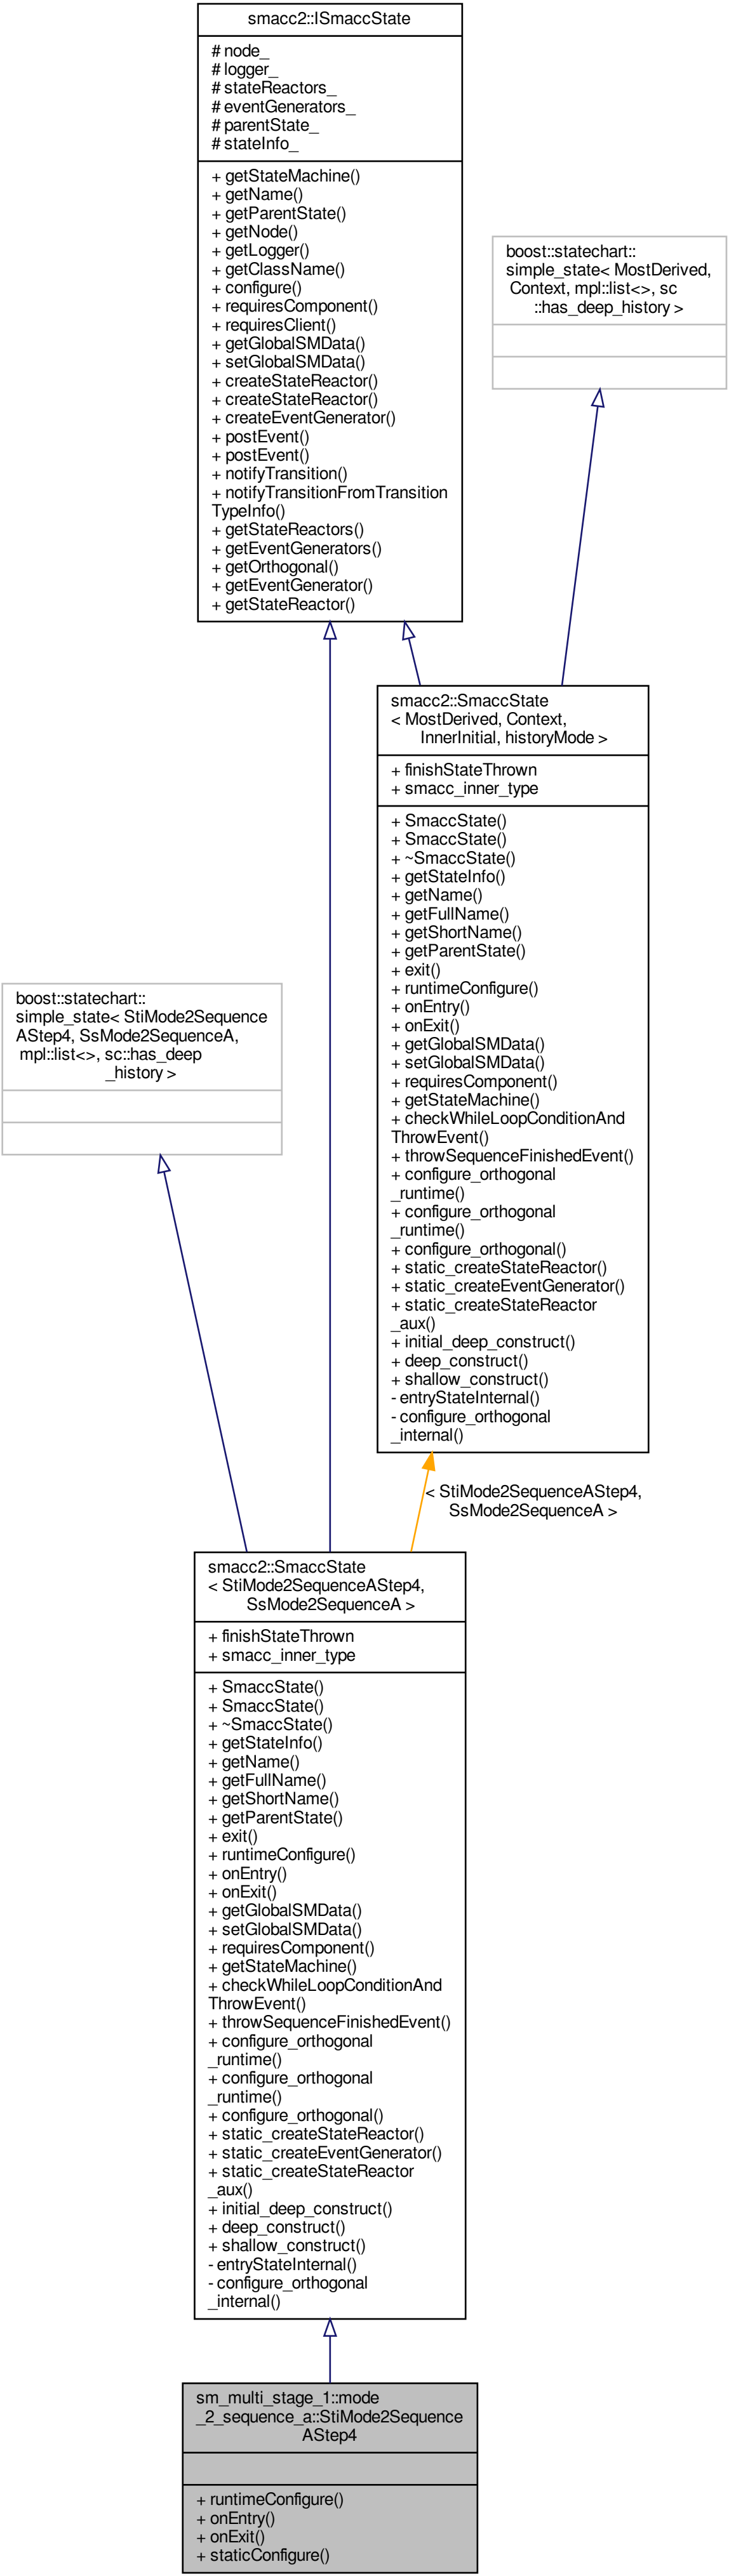 smacc2::ISmaccState
# node_
# logger_
# stateReactors_
# eventGenerators_
# parentState_
# stateInfo_
+ getStateMachine()
+ getName()
+ getParentState()
+ getNode()
+ getLogger()
+ getClassName()
+ configure()
+ requiresComponent()
+ requiresClient()
+ getGlobalSMData()
+ setGlobalSMData()
+ createStateReactor()
+ createStateReactor()
+ createEventGenerator()
+ postEvent()
+ postEvent()
+ notifyTransition()
+ notifyTransitionFromTransition
TypeInfo()
+ getStateReactors()
+ getEventGenerators()
+ getOrthogonal()
+ getEventGenerator()
+ getStateReactor()
boost::statechart::
simple_state< MostDerived,
Context, mpl::list<>, sc
::has_deep_history >
smacc2::SmaccState
< MostDerived, Context,
InnerInitial, historyMode >
+ finishStateThrown
+ smacc_inner_type
+ SmaccState()
+ SmaccState()
+ ~SmaccState()
+ getStateInfo()
+ getName()
+ getFullName()
+ getShortName()
+ getParentState()
+ exit()
+ runtimeConfigure()
+ onEntry()
+ onExit()
+ getGlobalSMData()
+ setGlobalSMData()
+ requiresComponent()
+ getStateMachine()
+ checkWhileLoopConditionAnd
ThrowEvent()
+ throwSequenceFinishedEvent()
+ configure_orthogonal
_runtime()
+ configure_orthogonal
_runtime()
+ configure_orthogonal()
+ static_createStateReactor()
+ static_createEventGenerator()
+ static_createStateReactor
_aux()
+ initial_deep_construct()
+ deep_construct()
+ shallow_construct()
- entryStateInternal()
- configure_orthogonal
_internal()
boost::statechart::
simple_state< StiMode2Sequence
AStep4, SsMode2SequenceA,
mpl::list<>, sc::has_deep
_history >
< StiMode2SequenceAStep4,
SsMode2SequenceA >
smacc2::SmaccState
< StiMode2SequenceAStep4,
SsMode2SequenceA >
+ finishStateThrown
+ smacc_inner_type
+ SmaccState()
+ SmaccState()
+ ~SmaccState()
+ getStateInfo()
+ getName()
+ getFullName()
+ getShortName()
+ getParentState()
+ exit()
+ runtimeConfigure()
+ onEntry()
+ onExit()
+ getGlobalSMData()
+ setGlobalSMData()
+ requiresComponent()
+ getStateMachine()
+ checkWhileLoopConditionAnd
ThrowEvent()
+ throwSequenceFinishedEvent()
+ configure_orthogonal
_runtime()
+ configure_orthogonal
_runtime()
+ configure_orthogonal()
+ static_createStateReactor()
+ static_createEventGenerator()
+ static_createStateReactor
_aux()
+ initial_deep_construct()
+ deep_construct()
+ shallow_construct()
- entryStateInternal()
- configure_orthogonal
_internal()
sm_multi_stage_1::mode
_2_sequence_a::StiMode2Sequence
AStep4
+ runtimeConfigure()
+ onEntry()
+ onExit()
+ staticConfigure()